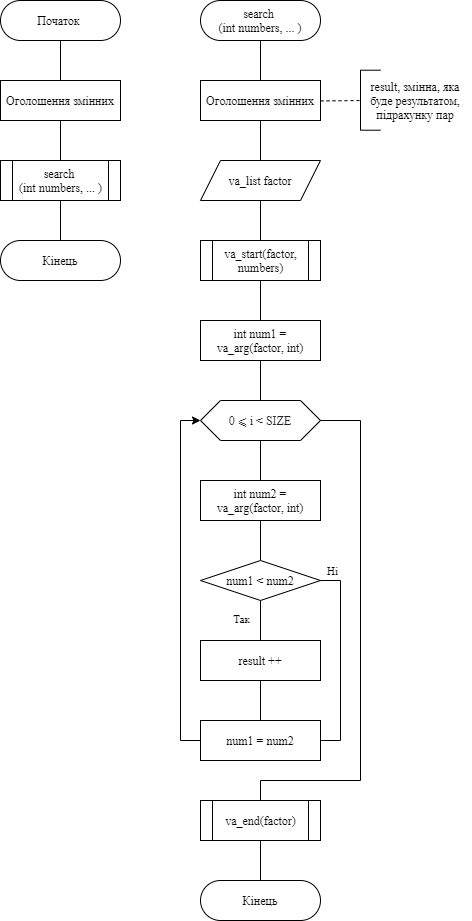 Початок
Оголошення змінних
search
(int numbers, ... )
Кінець
search
(int numbers, ... )
Оголошення змінних
result, змінна, яка
буде результатом,
підрахунку пар
va_list factor
va_start(factor,
numbers)
int num1 =
va_arg(factor, int)
0 ⩽ i < SIZE
int num2 =
va_arg(factor, int)
num1 < num2
Ні
Так
result ++
num1 = num2
va_end(factor)
Кінець